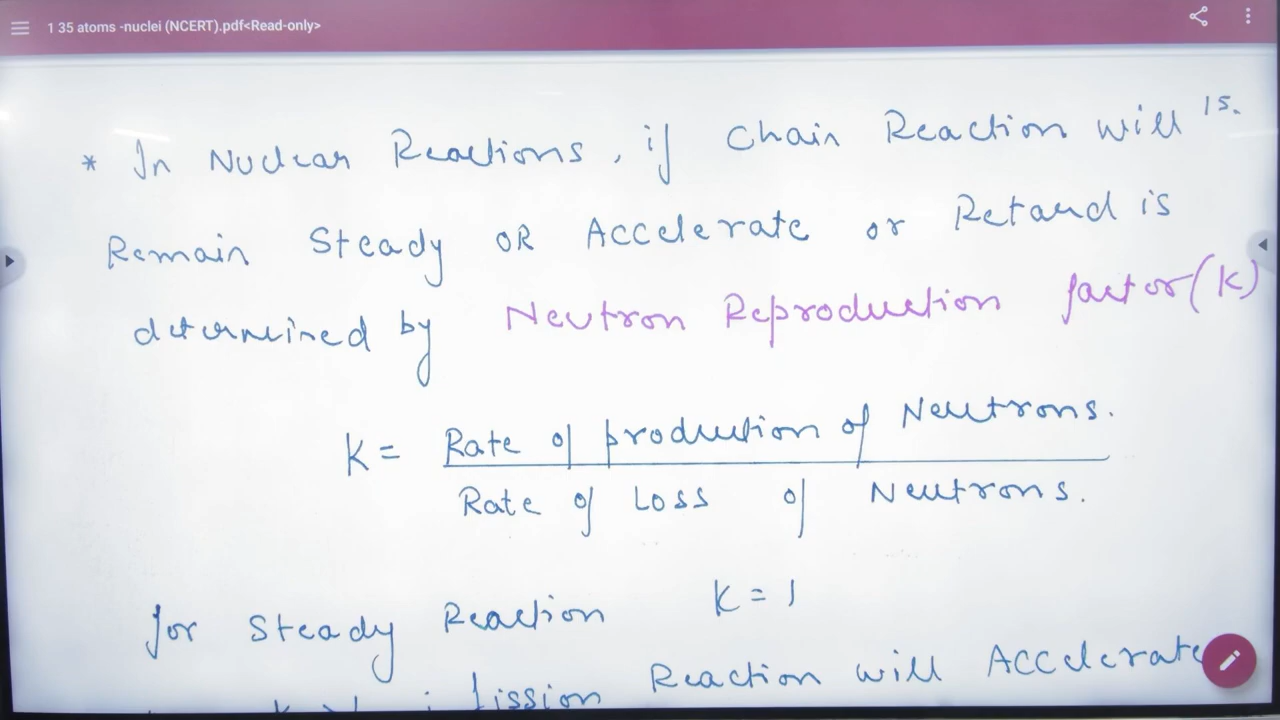 1 35 atoms -nuclei (NCERT).pdf<Read-only>
15.
* In Nuclear Reactions, if Chain Reaction will
Remain Steady OR Accelerate or Retard is
determined by Neutron Reproduction factor (K)
K = Rate of production of Neutrons.
Rate of Loss of Neutrons.
for Steady Reaction K = 1
K > 1 ; fission Reaction will Accelerate